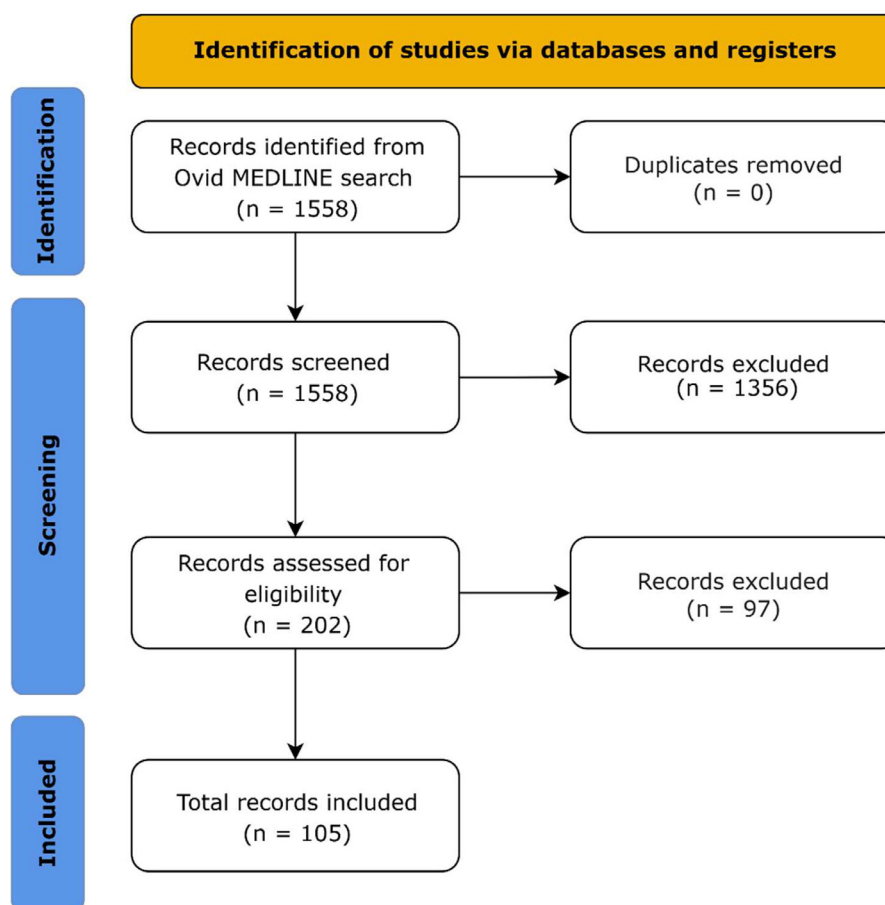 Identification of studies via databases and registers
Identification
Records identified from
Ovid MEDLINE search
(n = 1558)
Duplicates removed
(n = 0)
Screening
Records screened
(n = 1558)
Records excluded
(n = 1356)
Records assessed for
eligibility
(n = 202)
Records excluded
(n = 97)
Included
Total records included
(n = 105)